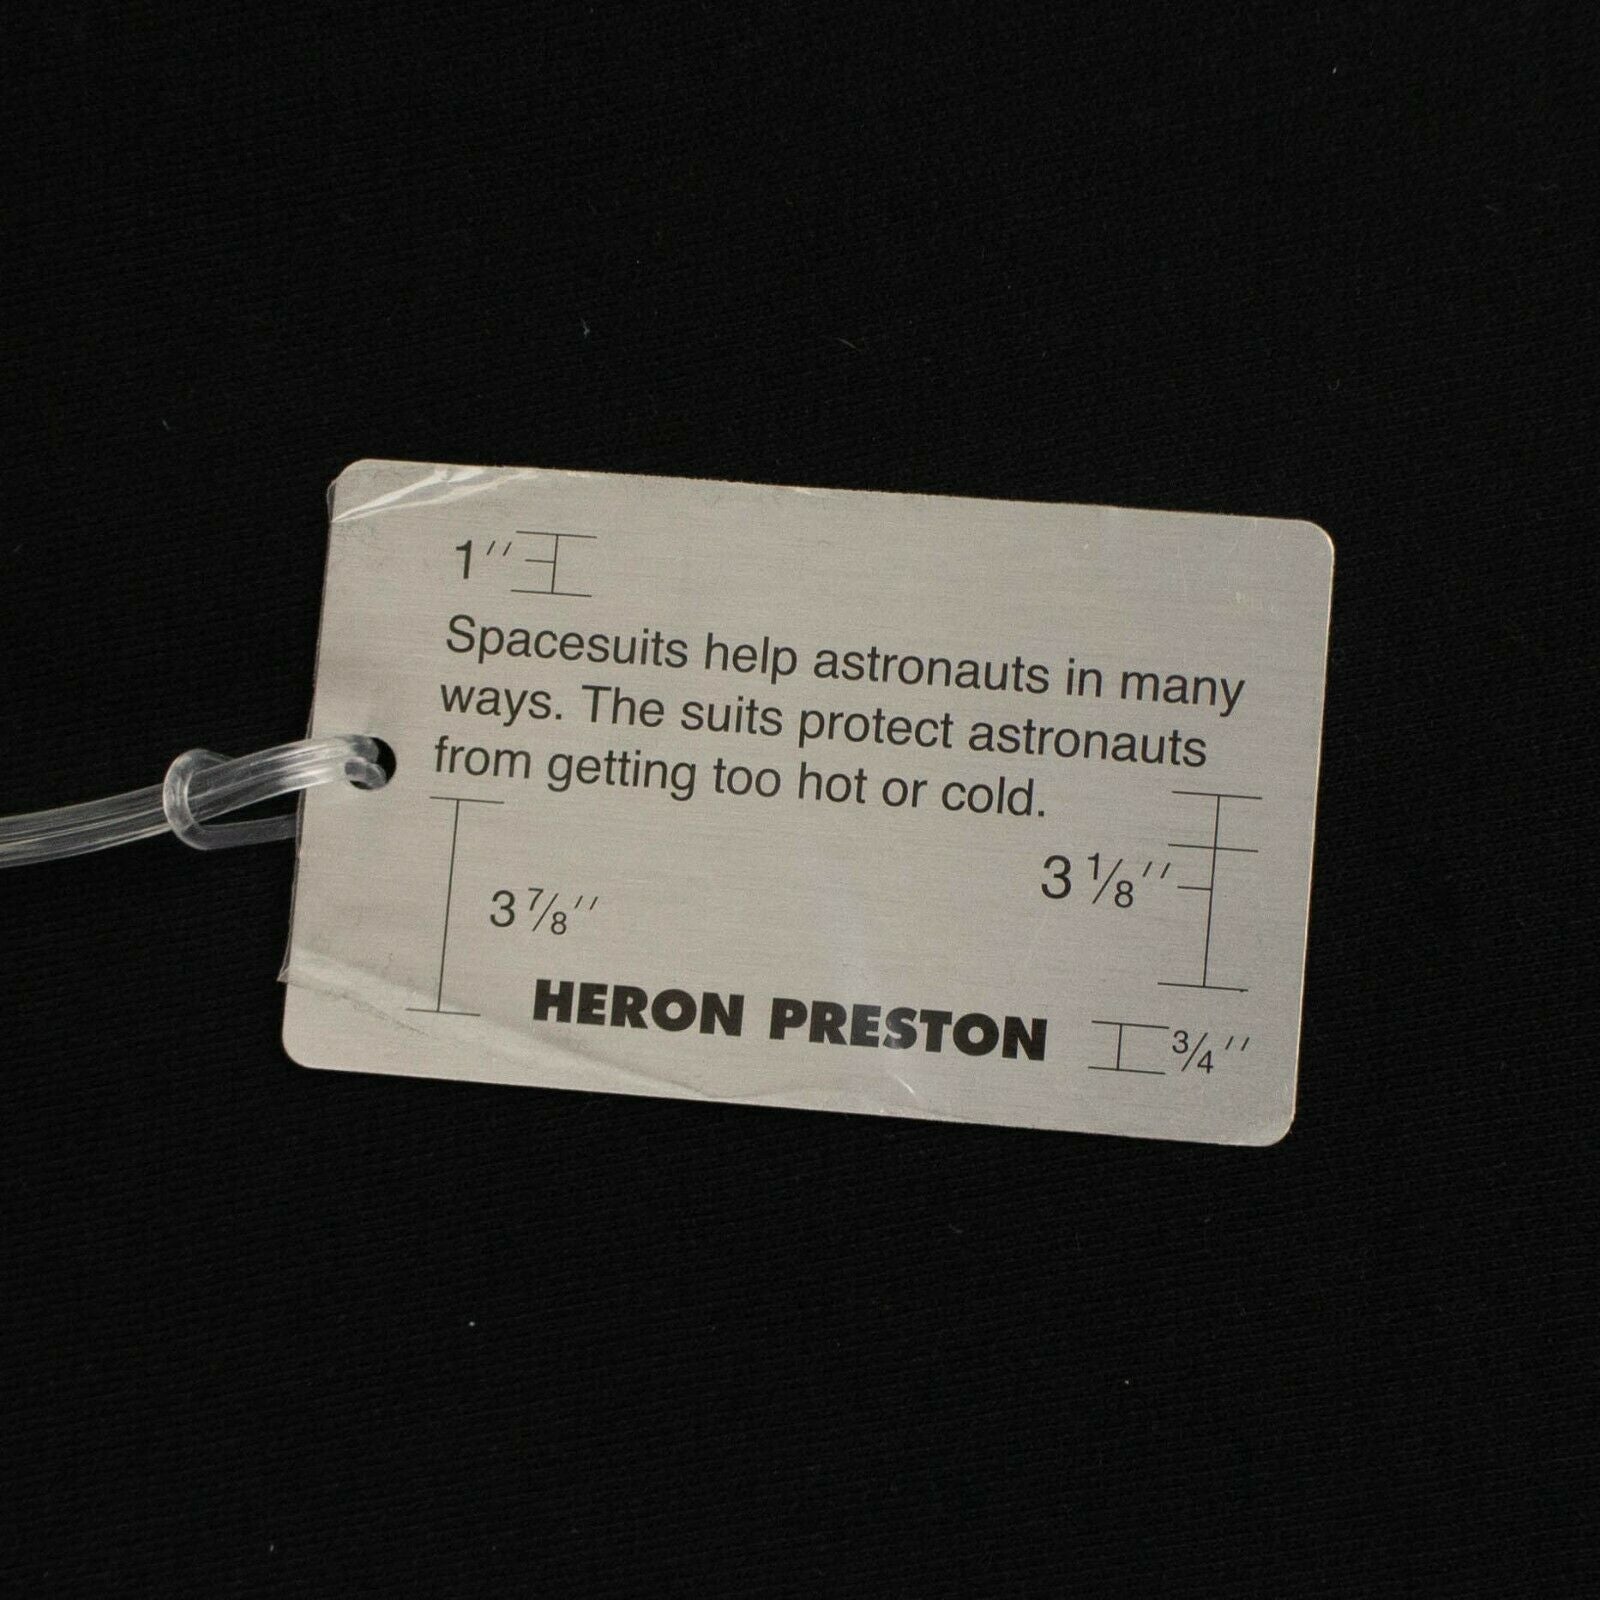 1''
Spacesuits help astronauts in many
ways. The suits protect astronauts
from getting too hot or cold.
3 1/8''
3 7/8''
HERON PRESTON
3/4''